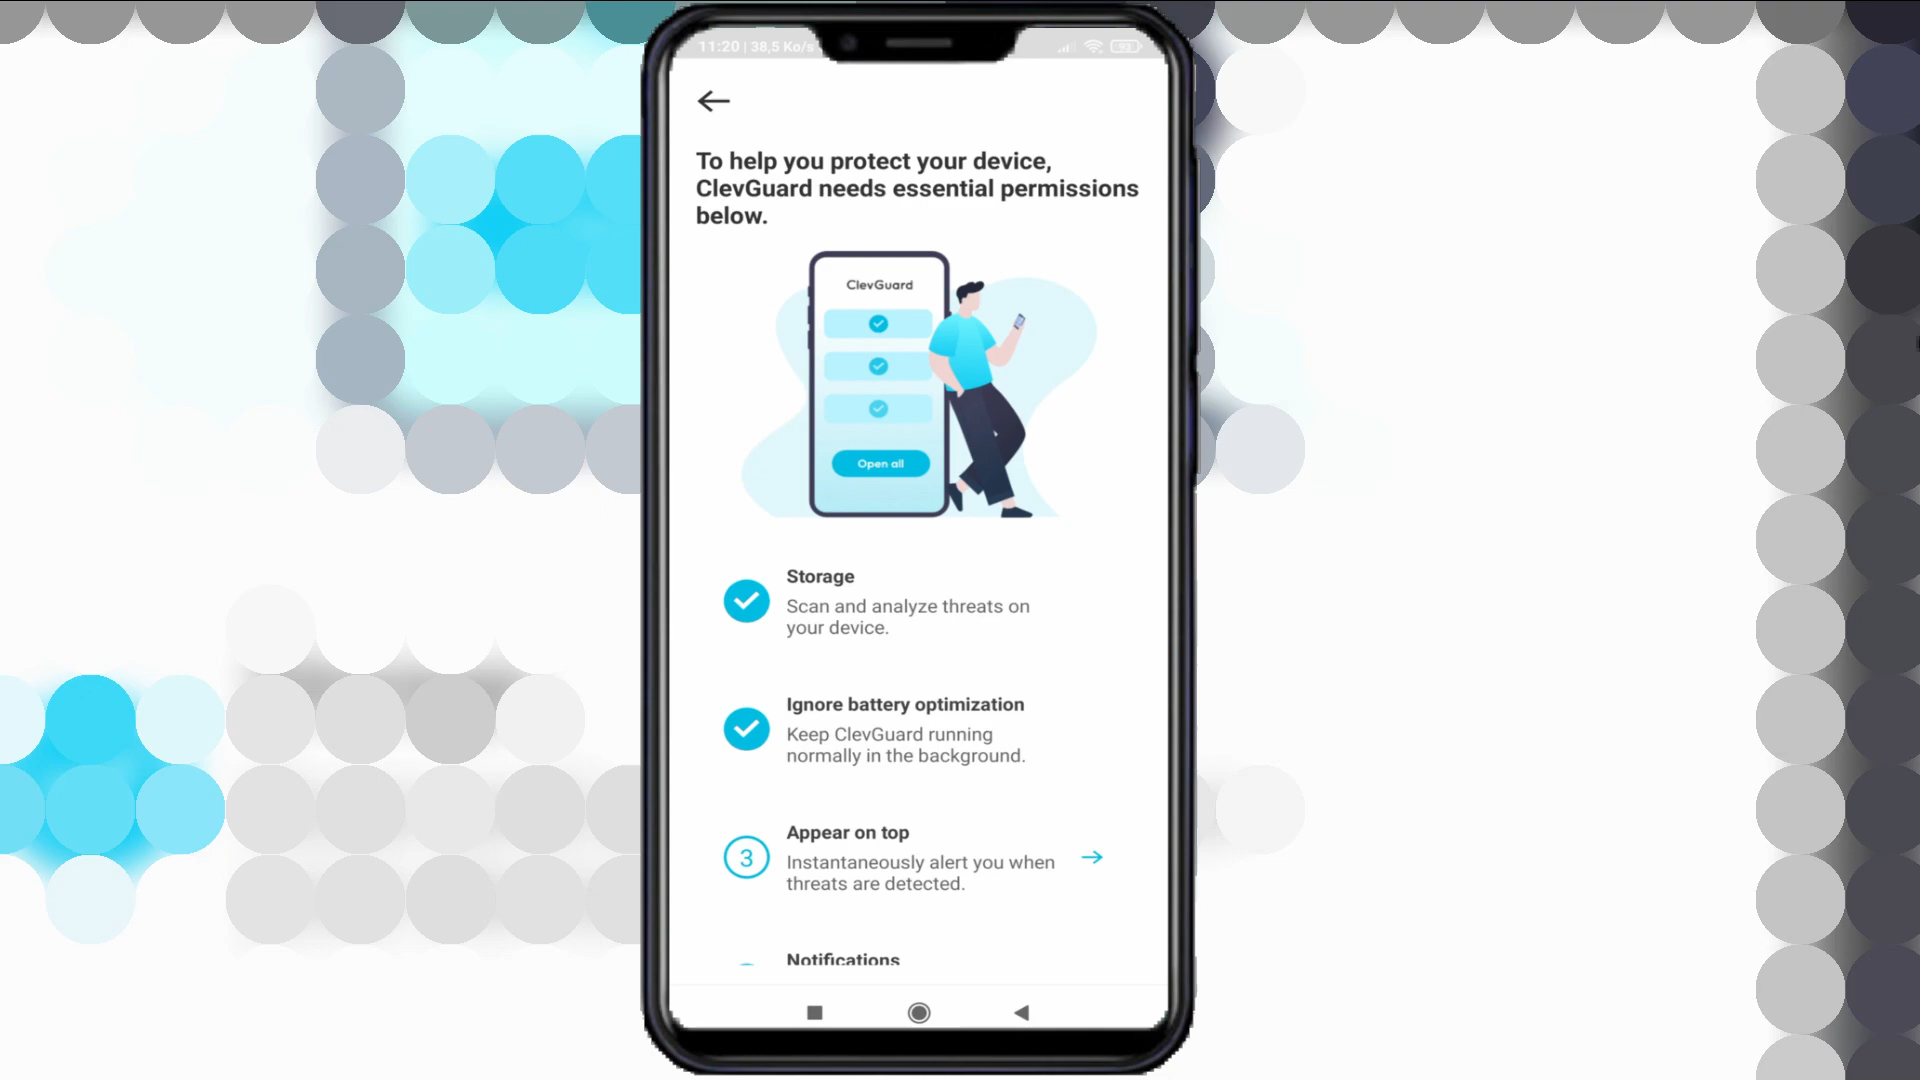 11:20 | 38,5 Ko/s
93
To help you protect your device,
ClevGuard needs essential permissions
below.
ClevGuard
Open all
Storage
Scan and analyze threats on
your device.
Ignore battery optimization
Keep ClevGuard running
normally in the background.
3
Appear on top
Instantaneously alert you when
threats are detected.
Notifications